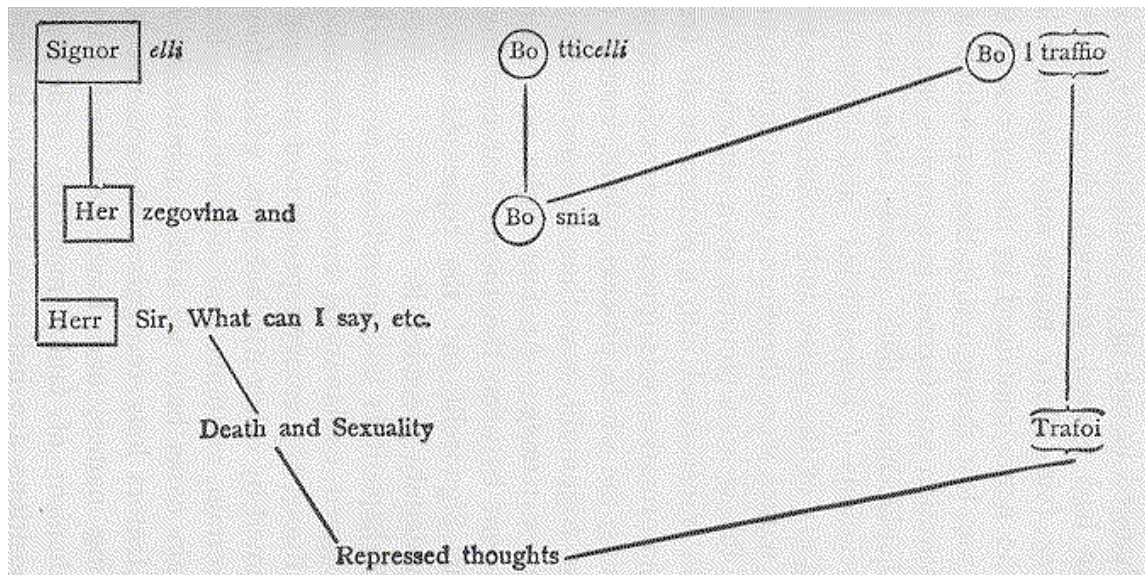 Signor elli Bo tticelli Bo l traffio
Her zegovina and Bo snia
Herr Sir, What can I say, etc.
Death and Sexuality Trafoi
Repressed thoughts